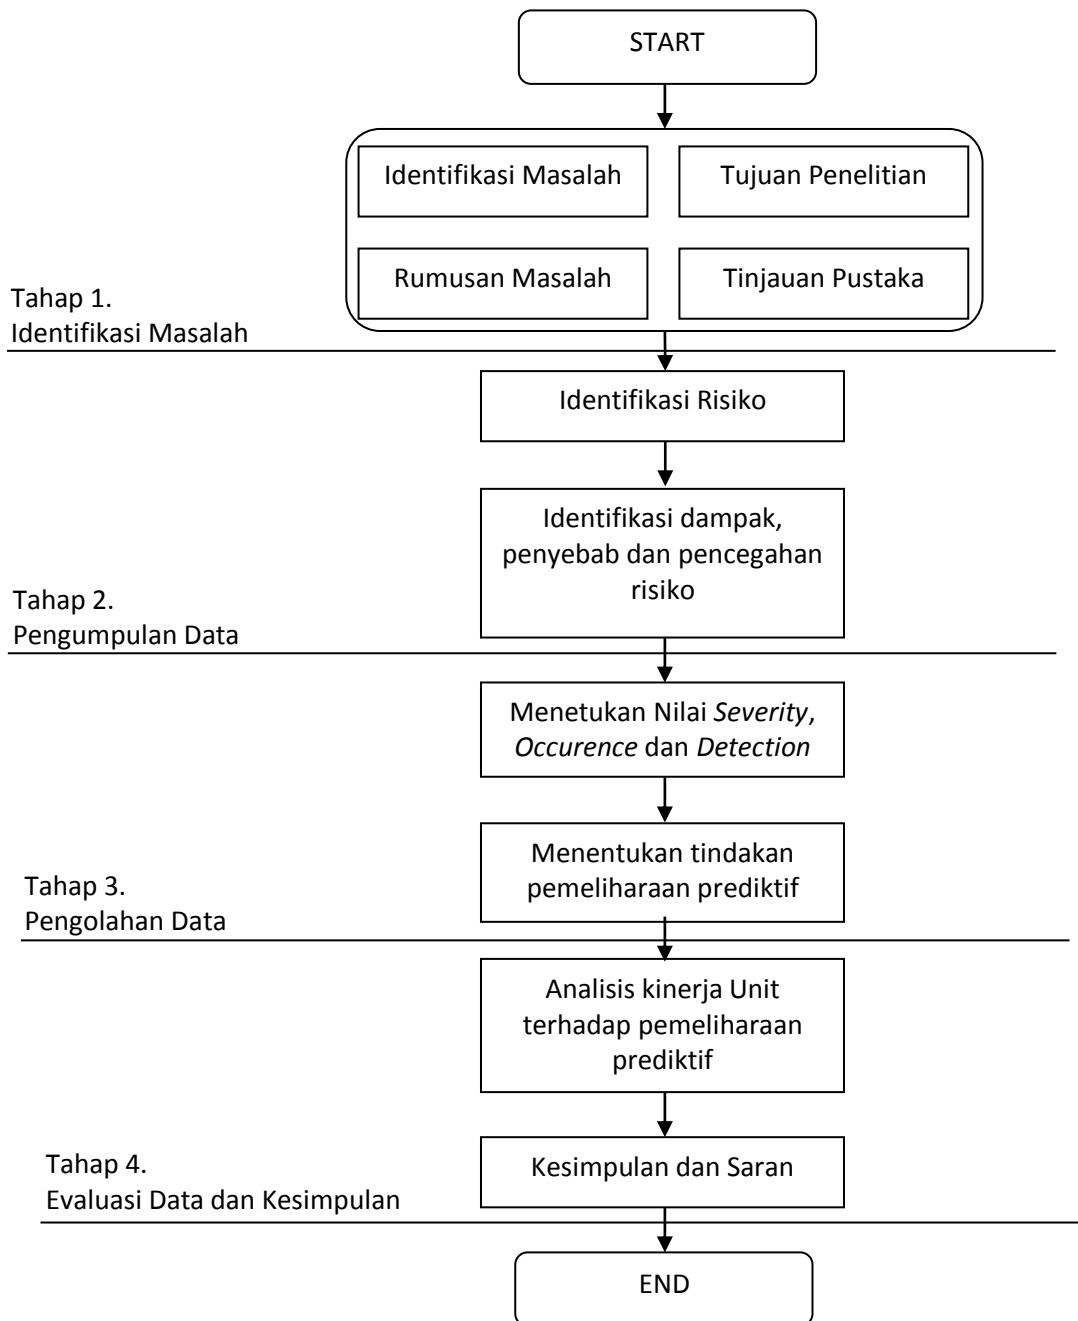 START
Identifikasi Masalah
Tujuan Penelitian
Rumusan Masalah
Tinjauan Pustaka
Tahap 1.
Identifikasi Masalah
Identifikasi Risiko
Identifikasi dampak,
penyebab dan pencegahan
risiko
Tahap 2.
Pengumpulan Data
Menetukan Nilai Severity,
Occurence dan Detection
Menentukan tindakan
pemeliharaan prediktif
Tahap 3.
Pengolahan Data
Analisis kinerja Unit
terhadap pemeliharaan
prediktif
Kesimpulan dan Saran
Tahap 4.
Evaluasi Data dan Kesimpulan
END